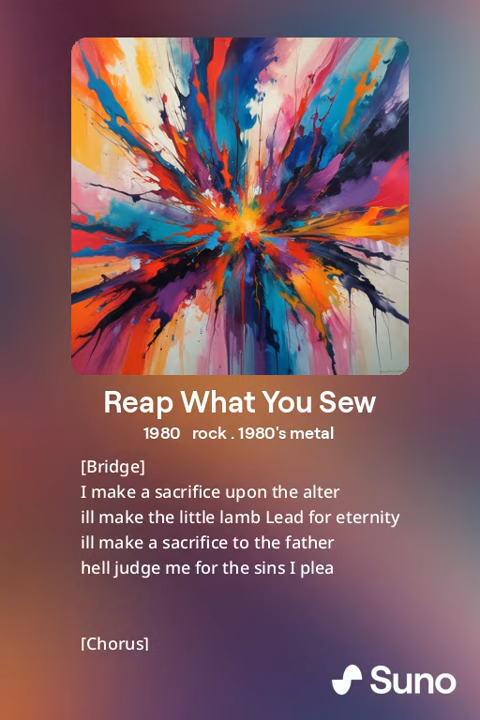 Reap What You Sew
1980 rock . 1980's metal
[Bridge]
I make a sacrifice upon the alter
ill make the little lamb Lead for eternity
ill make a sacrifice to the father
hell judge me for the sins I plea
[Chorus]
Suno